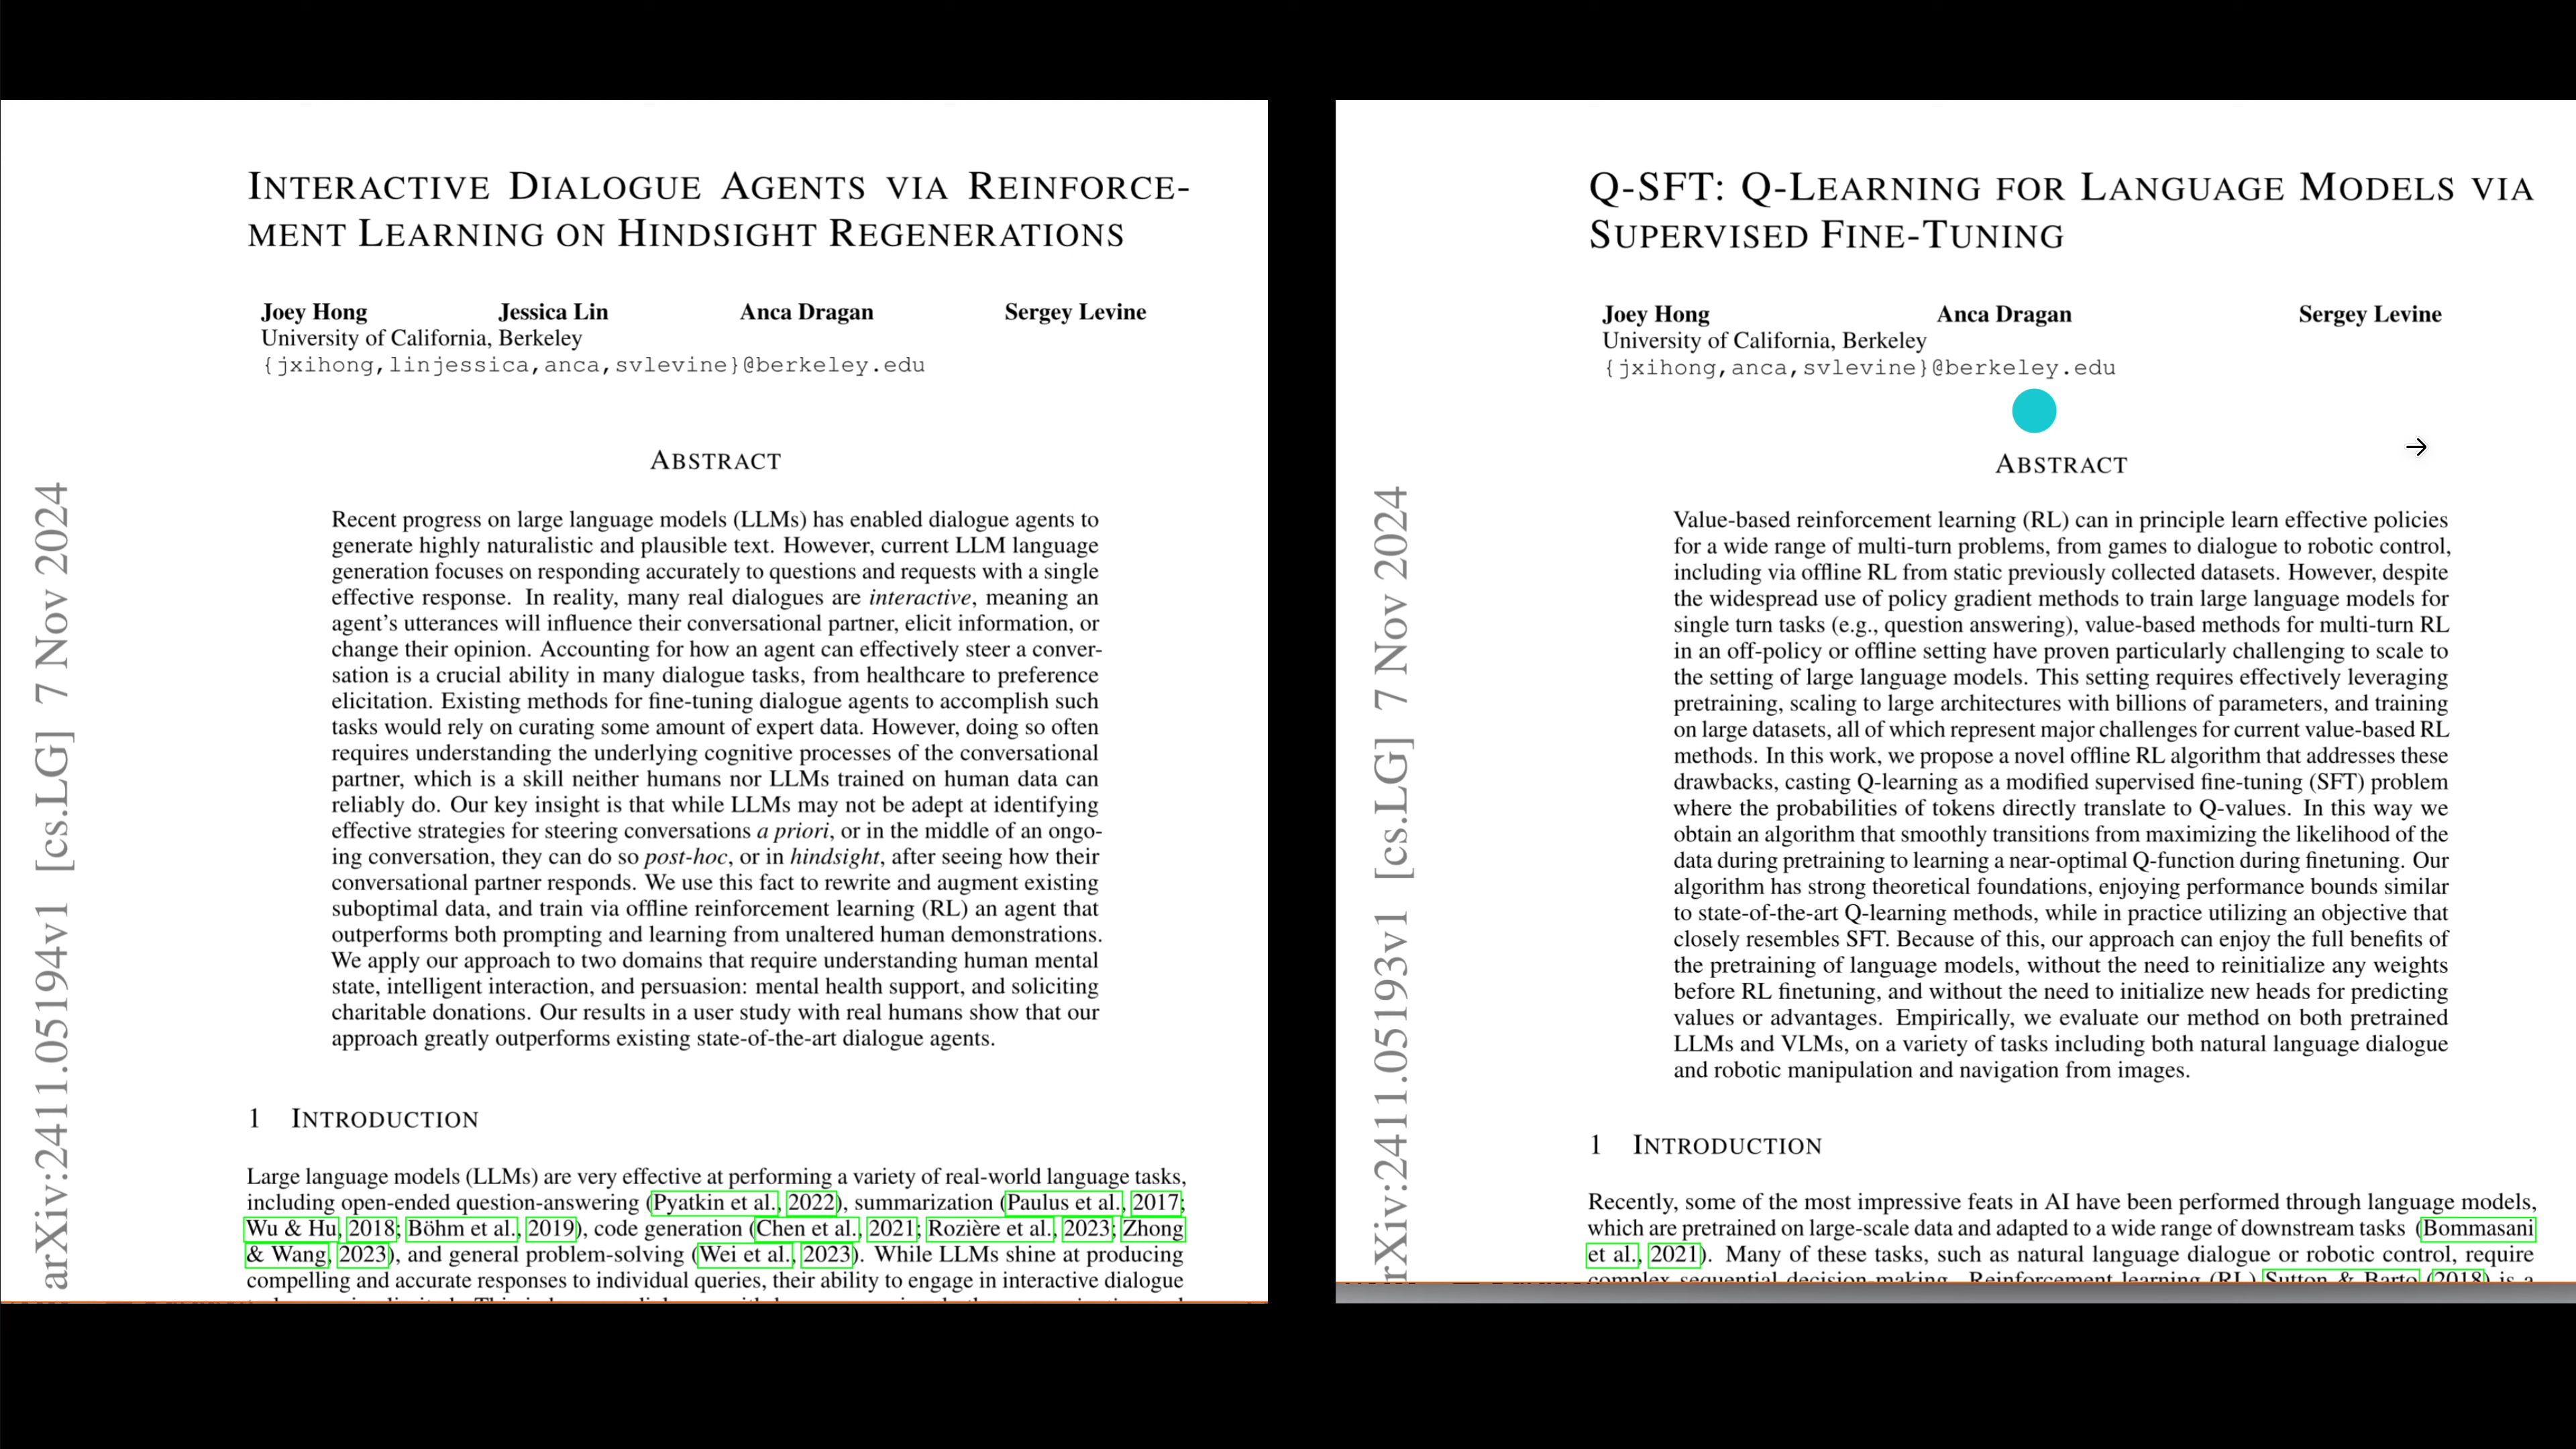 INTERACTIVE DIALOGUE AGENTS VIA REINFORCE-
MENT LEARNING ON HINDSIGHT REGENERATIONS
Joey Hong Jessica Lin Anca Dragan Sergey Levine
University of California, Berkeley
{jxihong,linjessica,anca,svlevine}@berkeley.edu
ABSTRACT
Recent progress on large language models (LLMs) has enabled dialogue agents to
generate highly naturalistic and plausible text. However, current LLM language
generation focuses on responding accurately to questions and requests with a single
effective response. In reality, many real dialogues are interactive, meaning an
agent's utterances will influence their conversational partner, elicit information, or
change their opinion. Accounting for how an agent can effectively steer a conver-
sation is a crucial ability in many dialogue tasks, from healthcare to preference
elicitation. Existing methods for fine-tuning dialogue agents to accomplish such
tasks would rely on curating some amount of expert data. However, doing so often
requires understanding the underlying cognitive processes of the conversational
partner, which is a skill neither humans nor LLMs trained on human data can
reliably do. Our key insight is that while LLMs may not be adept at identifying
effective strategies for steering conversations a priori, or in the middle of an ongo-
ing conversation, they can do so post-hoc, or in hindsight, after seeing how their
conversational partner responds. We use this fact to rewrite and augment existing
suboptimal data, and train via offline reinforcement learning (RL) an agent that
outperforms both prompting and learning from unaltered human demonstrations.
We apply our approach to two domains that require understanding human mental
state, intelligent interaction, and persuasion: mental health support, and soliciting
charitable donations. Our results in a user study with real humans show that our
approach greatly outperforms existing state-of-the-art dialogue agents.
1 INTRODUCTION
Large language models (LLMs) are very effective at performing a variety of real-world language tasks,
including open-ended question-answering (Pyatkin et al., 2022), summarization (Paulus et al., 2017;
Wu & Hu, 2018; Böhm et al., 2019), code generation (Chen et al., 2021; Rozière et al., 2023; Zhong
& Wang, 2023), and general problem-solving (Wei et al., 2023). While LLMs shine at producing
compelling and accurate responses to individual queries, their ability to engage in interactive dialogue
arXiv:2411.05194v1 [cs.LG] 7 Nov 2024
Q-SFT: Q-LEARNING FOR LANGUAGE MODELS VIA
SUPERVISED FINE-TUNING
Joey Hong Anca Dragan Sergey Levine
University of California, Berkeley
{jxihong,anca,svlevine}@berkeley.edu
ABSTRACT
Value-based reinforcement learning (RL) can in principle learn effective policies
for a wide range of multi-turn problems, from games to dialogue to robotic control,
including via offline RL from static previously collected datasets. However, despite
the widespread use of policy gradient methods to train large language models for
single turn tasks (e.g., question answering), value-based methods for multi-turn RL
in an off-policy or offline setting have proven particularly challenging to scale to
the setting of large language models. This setting requires effectively leveraging
pretraining, scaling to large architectures with billions of parameters, and training
on large datasets, all of which represent major challenges for current value-based RL
methods. In this work, we propose a novel offline RL algorithm that addresses these
drawbacks, casting Q-learning as a modified supervised fine-tuning (SFT) problem
where the probabilities of tokens directly translate to Q-values. In this way we
obtain an algorithm that smoothly transitions from maximizing the likelihood of the
data during pretraining to learning a near-optimal Q-function during finetuning. Our
algorithm has strong theoretical foundations, enjoying performance bounds similar
to state-of-the-art Q-learning methods, while in practice utilizing an objective that
closely resembles SFT. Because of this, our approach can enjoy the full benefits of
the pretraining of language models, without the need to reinitialize any weights
before RL finetuning, and without the need to initialize new heads for predicting
values or advantages. Empirically, we evaluate our method on both pretrained
LLMs and VLMs, on a variety of tasks including both natural language dialogue
and robotic manipulation and navigation from images.
1 INTRODUCTION
Recently, some of the most impressive feats in AI have been performed through language models,
which are pretrained on large-scale data and adapted to a wide range of downstream tasks (Bommasani
et al., 2021). Many of these tasks, such as natural language dialogue or robotic control, require
complex sequential decision-making. Reinforcement learning (RL) Sutton & Barto (2018) is a
rXiv:2411.05193v1 [cs.LG] 7 Nov 2024